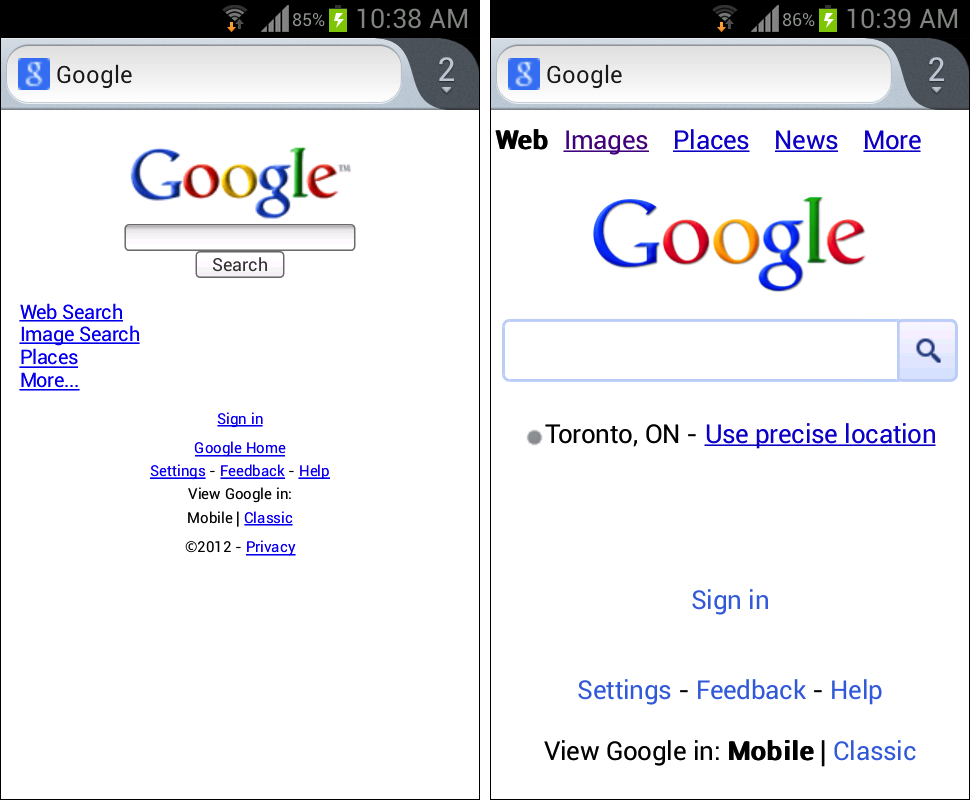 85% 10:38 AM
Google 2
Google™
Search
Web Search
Image Search
Places
More...
Sign in
Google Home
Settings - Feedback - Help
View Google in:
Mobile | Classic
©2012 - Privacy
86% 10:39 AM
Google 2
Web Images Places News More
Google
Toronto, ON - Use precise location
Sign in
Settings - Feedback - Help
View Google in: Mobile | Classic